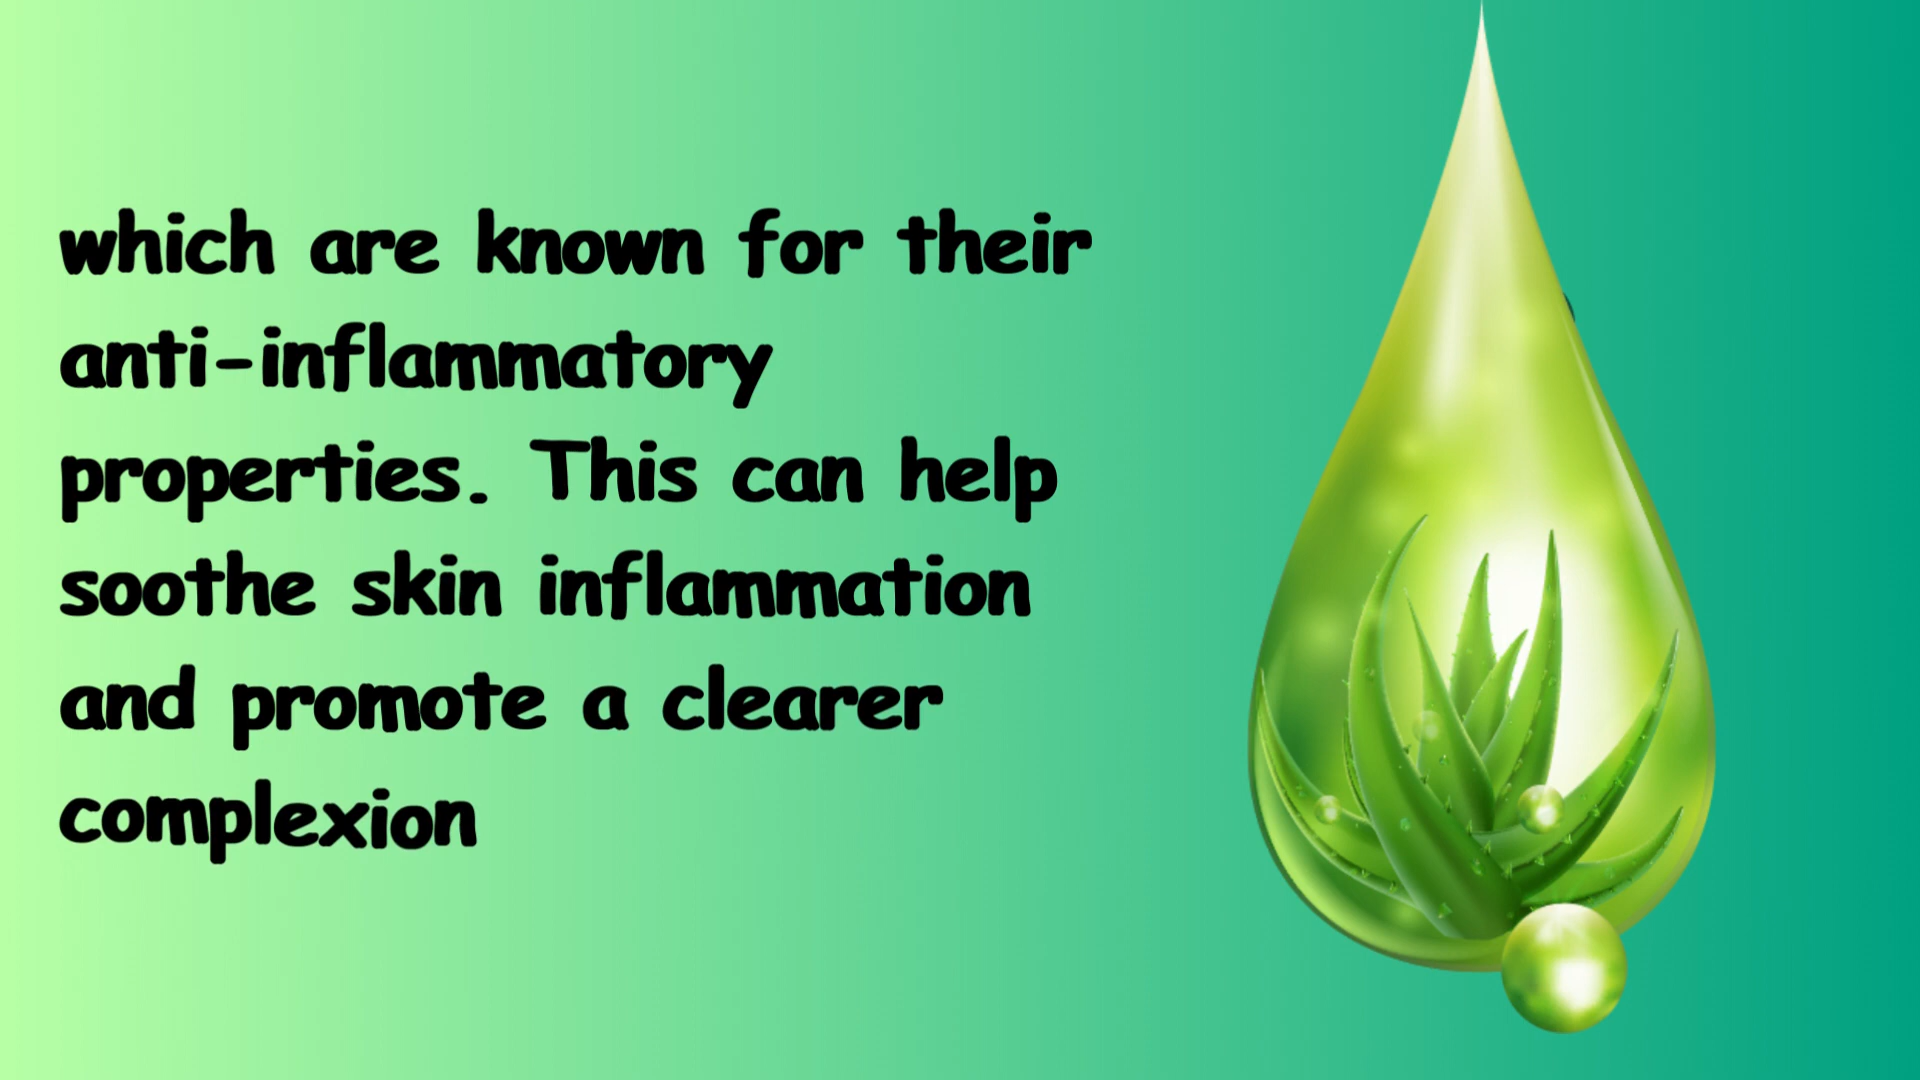 which are known for their
anti-inflammatory
properties. This can help
soothe skin inflammation
and promote a clearer
complexion